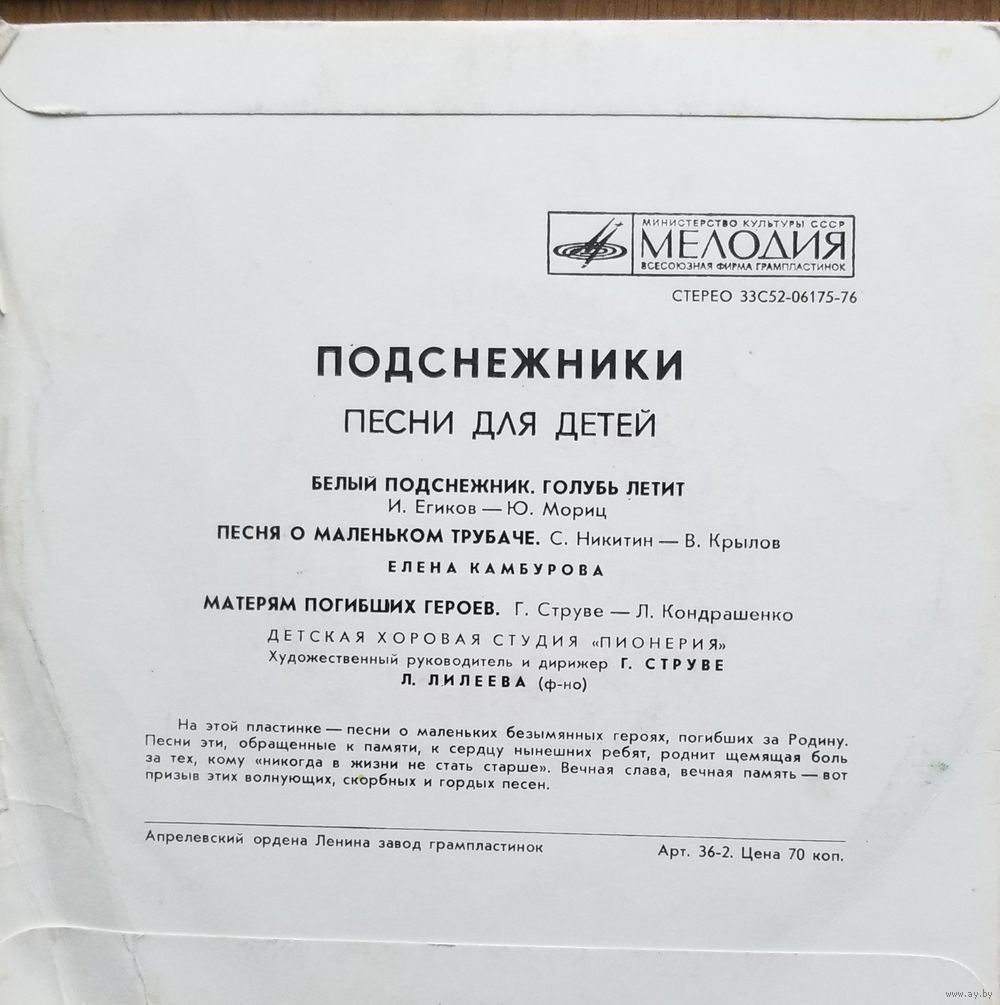 МИНИСТЕРСТВО КУЛЬТУРЫ СССР
МЕЛОДИЯ
ВСЕСОЮЗНАЯ ФИРМА ГРАМПЛАСТИНОК
СТЕРЕО 33С52-06175-76
ПОДСНЕЖНИКИ
ПЕСНИ ДЛЯ ДЕТЕЙ
БЕЛЫЙ ПОДСНЕЖНИК. ГОЛУБЬ ЛЕТИТ
И. Егиков — Ю. Мориц
ПЕСНЯ О МАЛЕНЬКОМ ТРУБАЧЕ. С. Никитин — В. Крылов
ЕЛЕНА КАМБУРОВА
МАТЕРЯМ ПОГИБШИХ ГЕРОЕВ. Г. Струве — Л. Кондрашенко
ДЕТСКАЯ ХОРОВАЯ СТУДИЯ «ПИОНЕРИЯ»
Художественный руководитель и дирижер Г. СТРУВЕ
Л. ЛИЛЕЕВА (ф-но)
На этой пластинке — песни о маленьких безымянных героях, погибших за Родину.
Песни эти, обращенные к памяти, к сердцу нынешних ребят, роднит щемящая боль
за тех, кому «никогда в жизни не стать старше». Вечная слава, вечная память — вот
призыв этих волнующих, скорбных и гордых песен.
Апрелевский ордена Ленина завод грампластинок
Арт. 36-2. Цена 70 коп.
www.ay.by